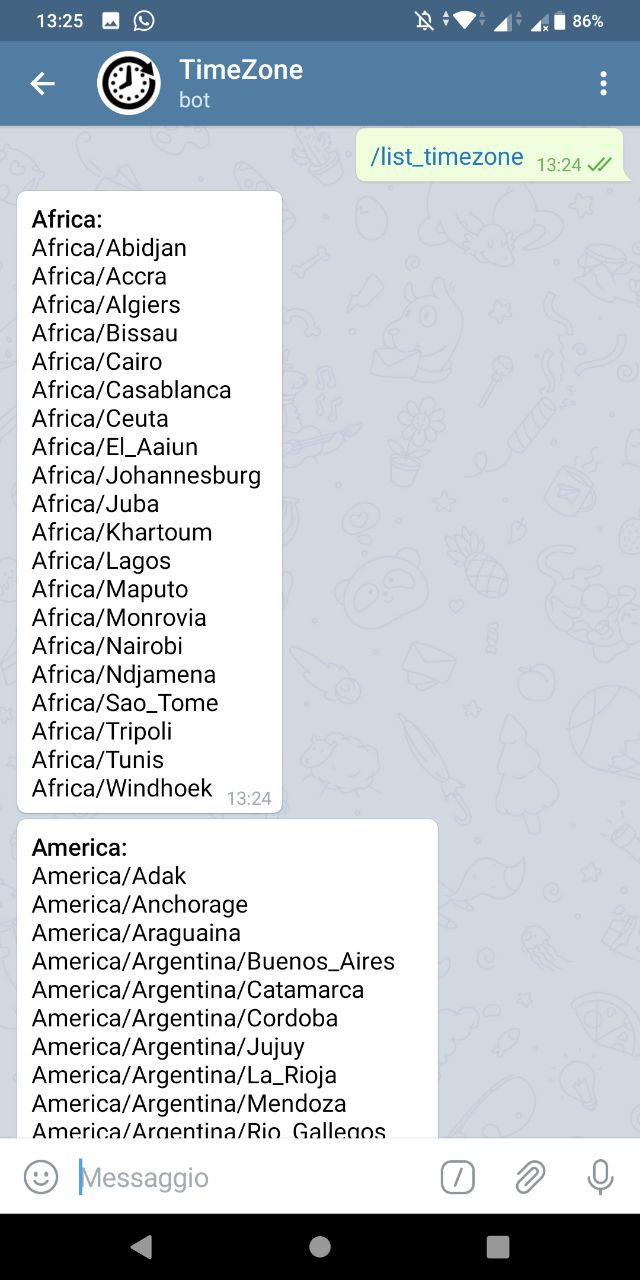 13:25
86%
TimeZone
bot
/list_timezone 13:24
Africa:
Africa/Abidjan
Africa/Accra
Africa/Algiers
Africa/Bissau
Africa/Cairo
Africa/Casablanca
Africa/Ceuta
Africa/El_Aaiun
Africa/Johannesburg
Africa/Juba
Africa/Khartoum
Africa/Lagos
Africa/Maputo
Africa/Monrovia
Africa/Nairobi
Africa/Ndjamena
Africa/Sao_Tome
Africa/Tripoli
Africa/Tunis
Africa/Windhoek 13:24
America:
America/Adak
America/Anchorage
America/Araguaina
America/Argentina/Buenos_Aires
America/Argentina/Catamarca
America/Argentina/Cordoba
America/Argentina/Jujuy
America/Argentina/La_Rioja
America/Argentina/Mendoza
America/Argentina/Rio_Gallegos
Messaggio